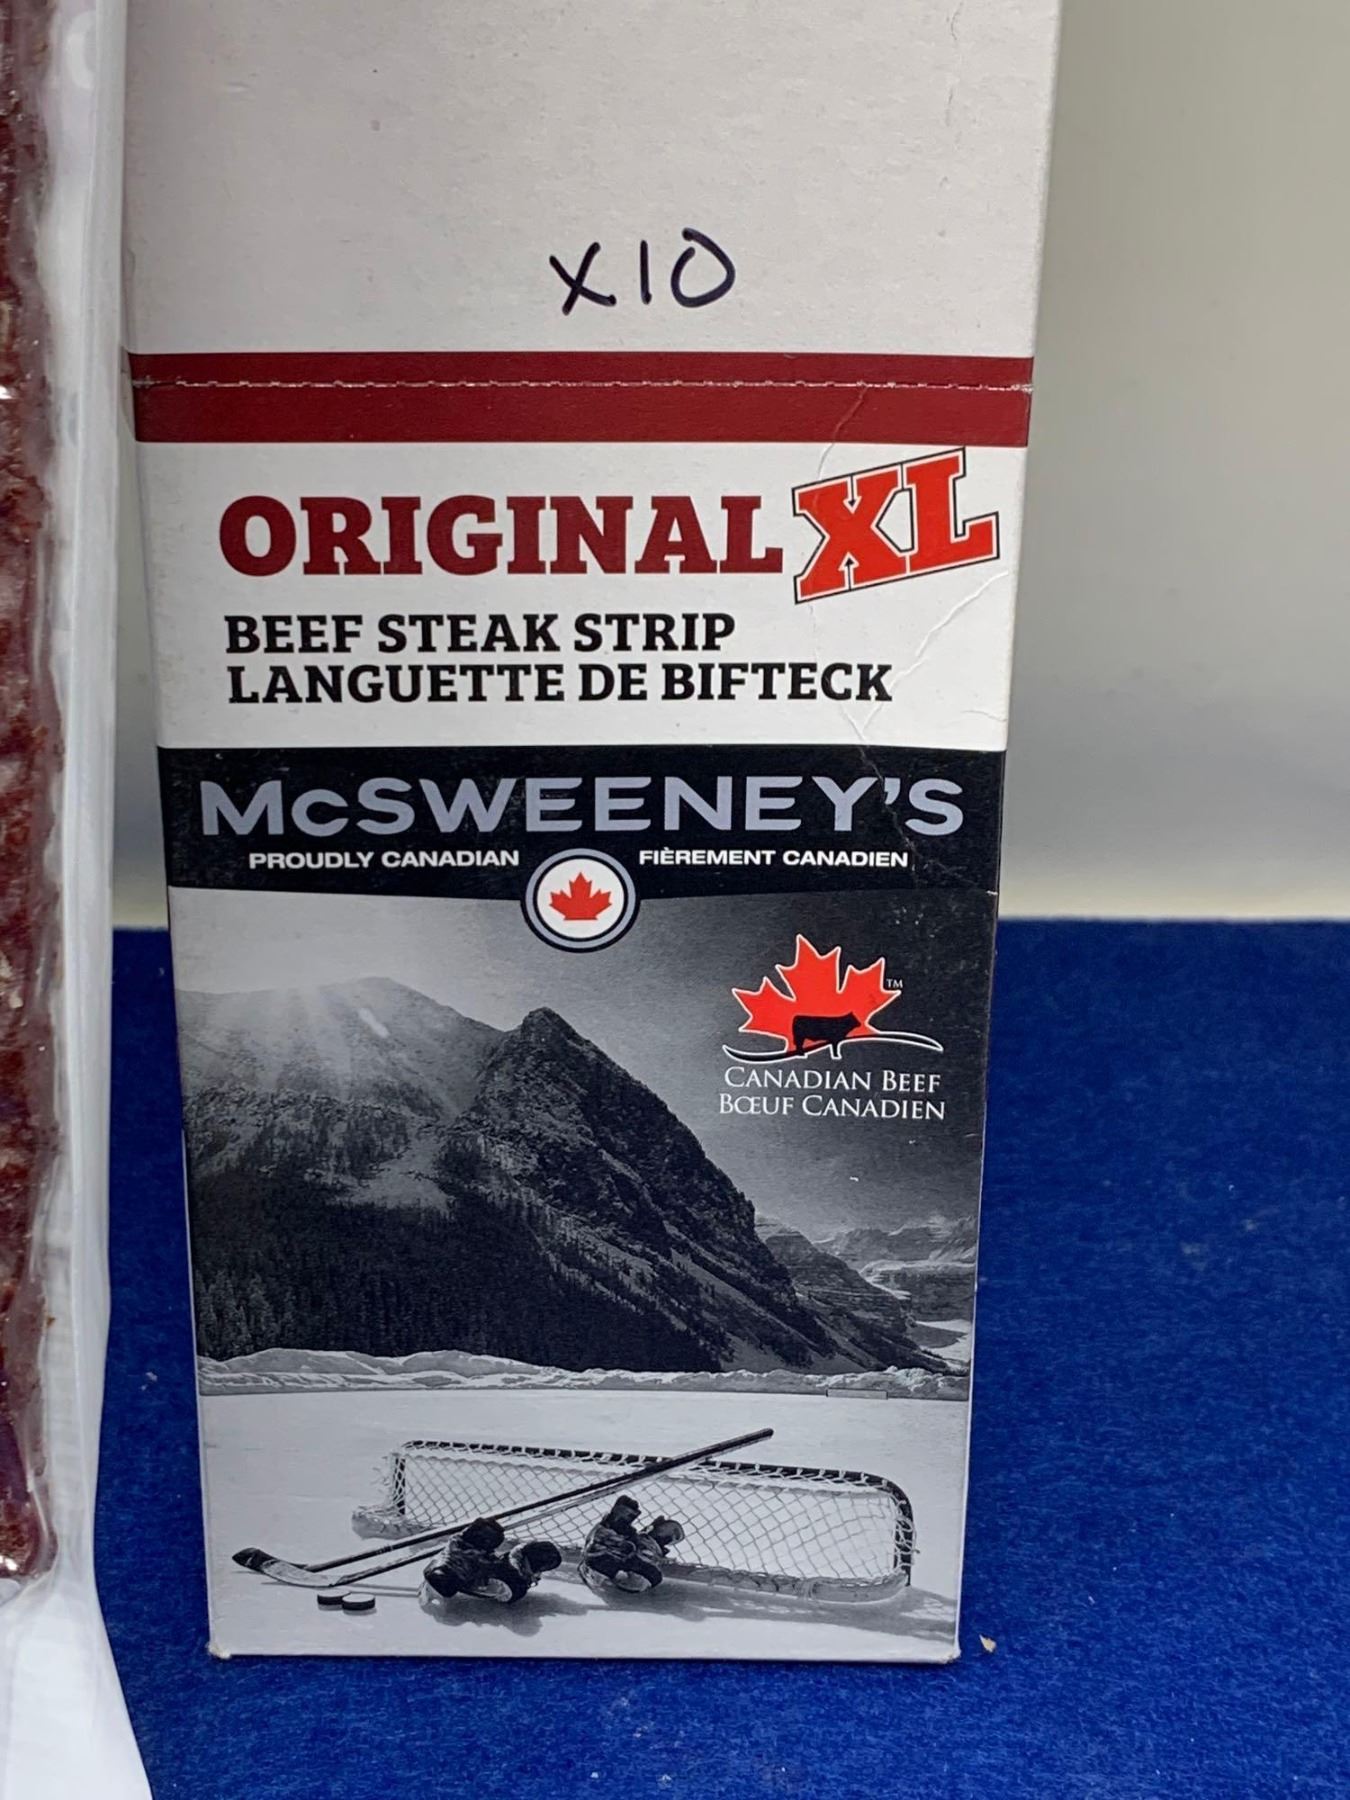 x10
ORIGINAL XL
BEEF STEAK STRIP
LANGUETTE DE BIFTECK
McSWEENEY'S
PROUDLY CANADIAN FIÈREMENT CANADIEN
TM
CANADIAN BEEF
BŒUF CANADIEN